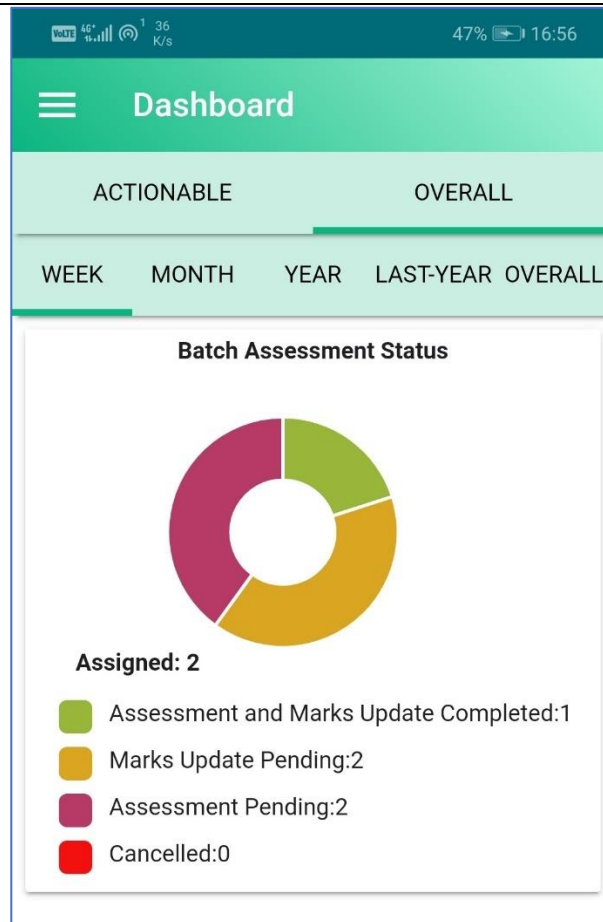 VoLTE 4G+ 1 36 K/s 47% 16:56
Dashboard
ACTIONABLE OVERALL
WEEK MONTH YEAR LAST-YEAR OVERALL
Batch Assessment Status
Assigned: 2
Assessment and Marks Update Completed:1
Marks Update Pending:2
Assessment Pending:2
Cancelled:0